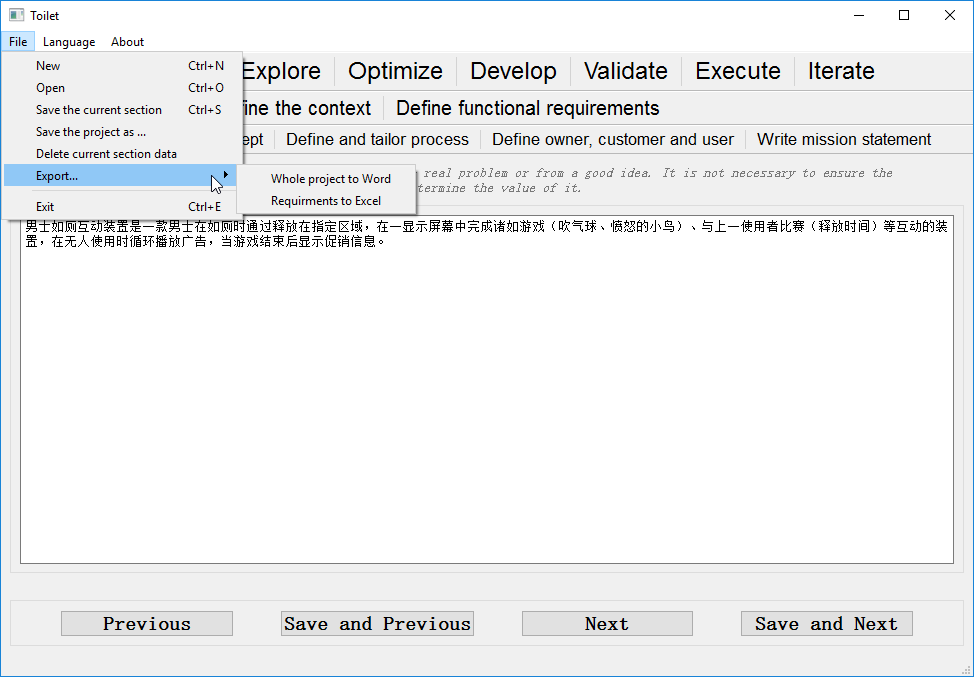 Toilet
File Language About
New Ctrl+N
Open Ctrl+O
Save the current section Ctrl+S
Save the project as ...
Delete current section data
Export...
Exit Ctrl+E
Whole project to Word
Requirments to Excel
Explore Optimize Develop Validate Execute Iterate
the context Define functional requirements
Define and tailor process Define owner, customer and user Write mission statement
real problem or from a good idea. It is not necessary to ensure the
the value of it.
男士如厕互动装置是一款男士在如厕时通过释放在指定区域，在一显示屏幕中完成诸如游戏（吹气球、愤怒的小鸟）、与上一使用者比赛（释放时间）等互动的装
置，在无人使用时循环播放广告，当游戏结束后显示促销信息。
Previous Save and Previous Next Save and Next